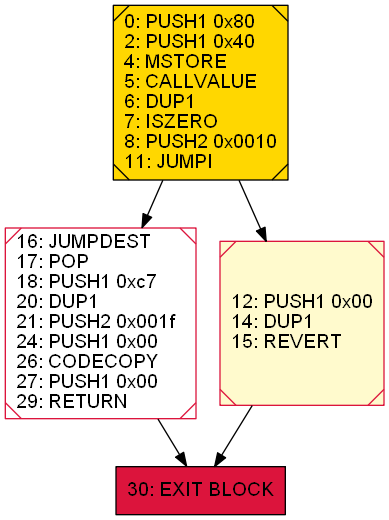 0: PUSH1 0x80
2: PUSH1 0x40
4: MSTORE
5: CALLVALUE
6: DUP1
7: ISZERO
8: PUSH2 0x0010
11: JUMPI
16: JUMPDEST
17: POP
18: PUSH1 0xc7
20: DUP1
21: PUSH2 0x001f
24: PUSH1 0x00
26: CODECOPY
27: PUSH1 0x00
29: RETURN
12: PUSH1 0x00
14: DUP1
15: REVERT
30: EXIT BLOCK